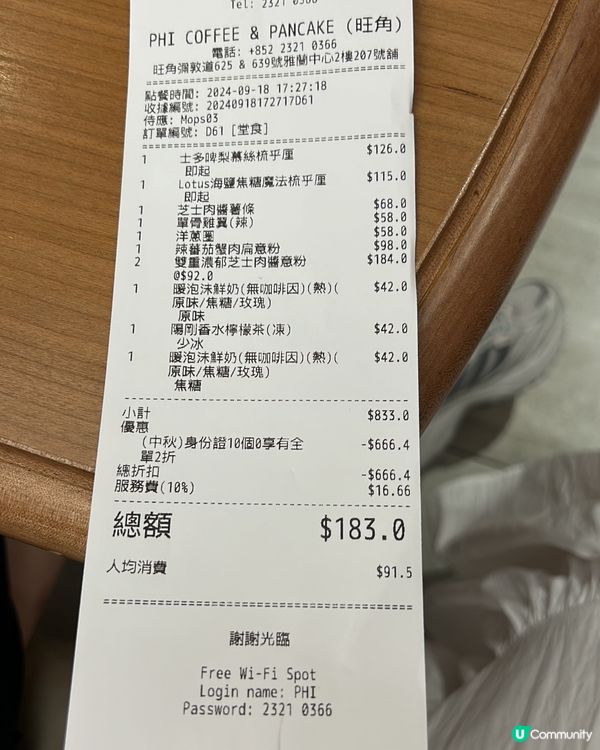 Tel: 2321 0366
PHI COFFEE & PANCAKE (旺角)
電話: +852 2321 0366
旺角彌敦道625 & 639號雅蘭中心2樓207號舖
點餐時間: 2024-09-18 17:27:18
收據編號: 20240918172717D61
侍應: Mops03
訂單編號: D61 [堂食]
1 士多啤梨慕絲梳乎厘 $126.0
即起
1 Lotus海鹽焦糖魔法梳乎厘 $115.0
即起
1 芝士肉醬薯條 $68.0
1 單骨雞翼(辣) $58.0
1 洋蔥圈 $58.0
1 辣蕃茄蟹肉扁意粉 $98.0
2 雙重濃郁芝士肉醬意粉 $184.0
@$92.0
1 暖泡沫鮮奶(無咖啡因)(熱)( $42.0
原味/焦糖/玫瑰)
原味
1 陽剛香水檸檬茶(凍) $42.0
少冰
1 暖泡沫鮮奶(無咖啡因)(熱)( $42.0
原味/焦糖/玫瑰)
焦糖
小計 $833.0
優惠
(中秋)身份證10個0享有全 -$666.4
單2折
總折扣 -$666.4
服務費(10%) $16.66
總額 $183.0
人均消費 $91.5
謝謝光臨
Free Wi-Fi Spot
Login name: PHI
Password: 2321 0366
U Community